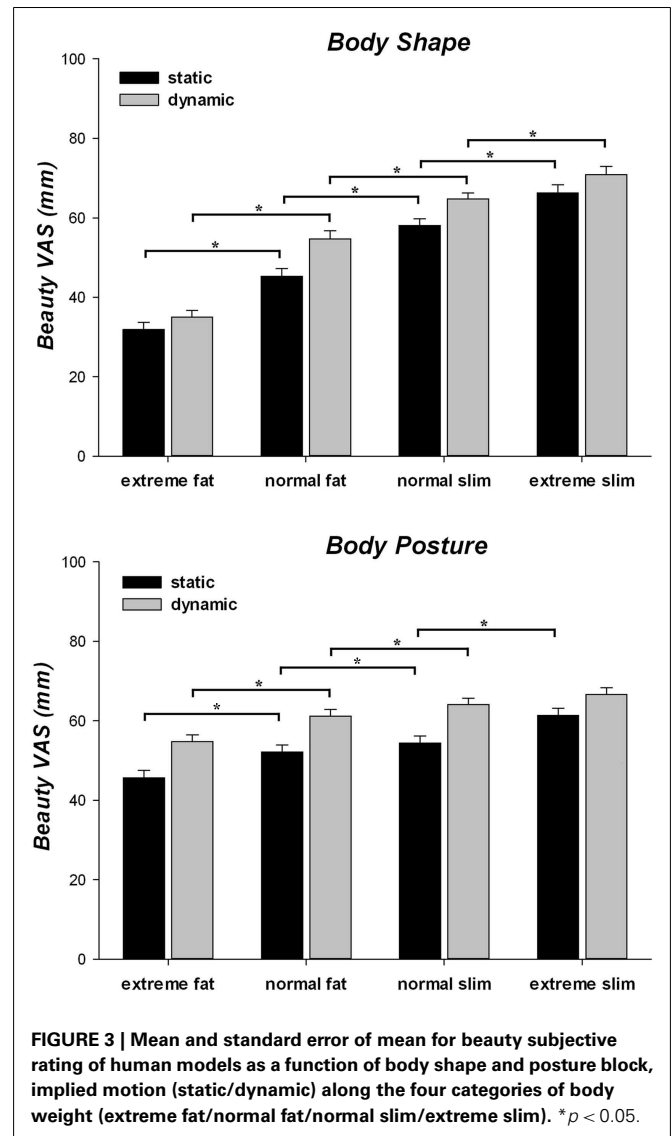 Body Shape
100
80
60
40
20
0
Beauty VAS (mm)
static
dynamic
* * * * * *
extreme fat normal fat normal slim extreme slim
Body Posture
100
80
60
40
20
0
Beauty VAS (mm)
static
dynamic
* * * * *
extreme fat normal fat normal slim extreme slim
FIGURE 3 | Mean and standard error of mean for beauty subjective
rating of human models as a function of body shape and posture block,
implied motion (static/dynamic) along the four categories of body
weight (extreme fat/normal fat/normal slim/extreme slim). *p < 0.05.